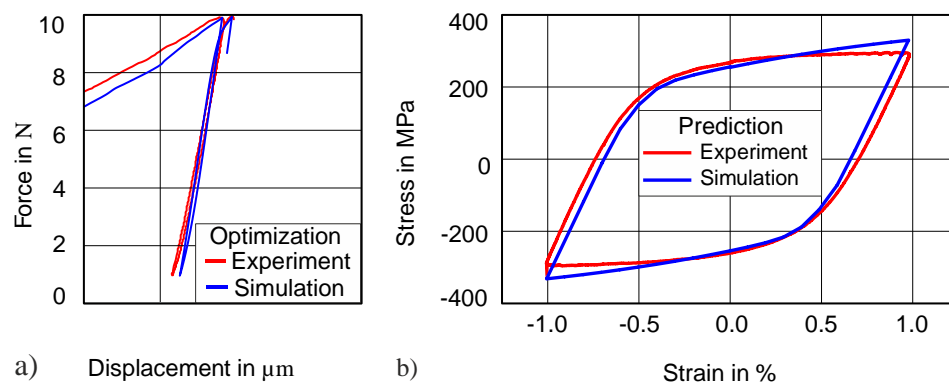 Force in N
10
8
6
4
2
0
Optimization
Experiment
Simulation
a)
Displacement in µm
Stress in MPa
400
200
0
-200
-400
Prediction
Experiment
Simulation
-1.0 -0.5 0.0 0.5 1.0
b)
Strain in %